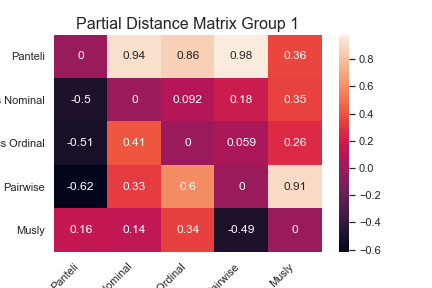 Partial Distance Matrix Group 1
Panteli 0 0.94 0.86 0.98 0.36
s Nominal -0.5 0 0.092 0.18 0.35
cs Ordinal -0.51 0.41 0 0.059 0.26
Pairwise -0.62 0.33 0.6 0 0.91
Musly 0.16 0.14 0.34 -0.49 0
Panteli ominal Ordinal airwise Musly
0.8
0.6
0.4
0.2
0.0
−0.2
−0.4
−0.6